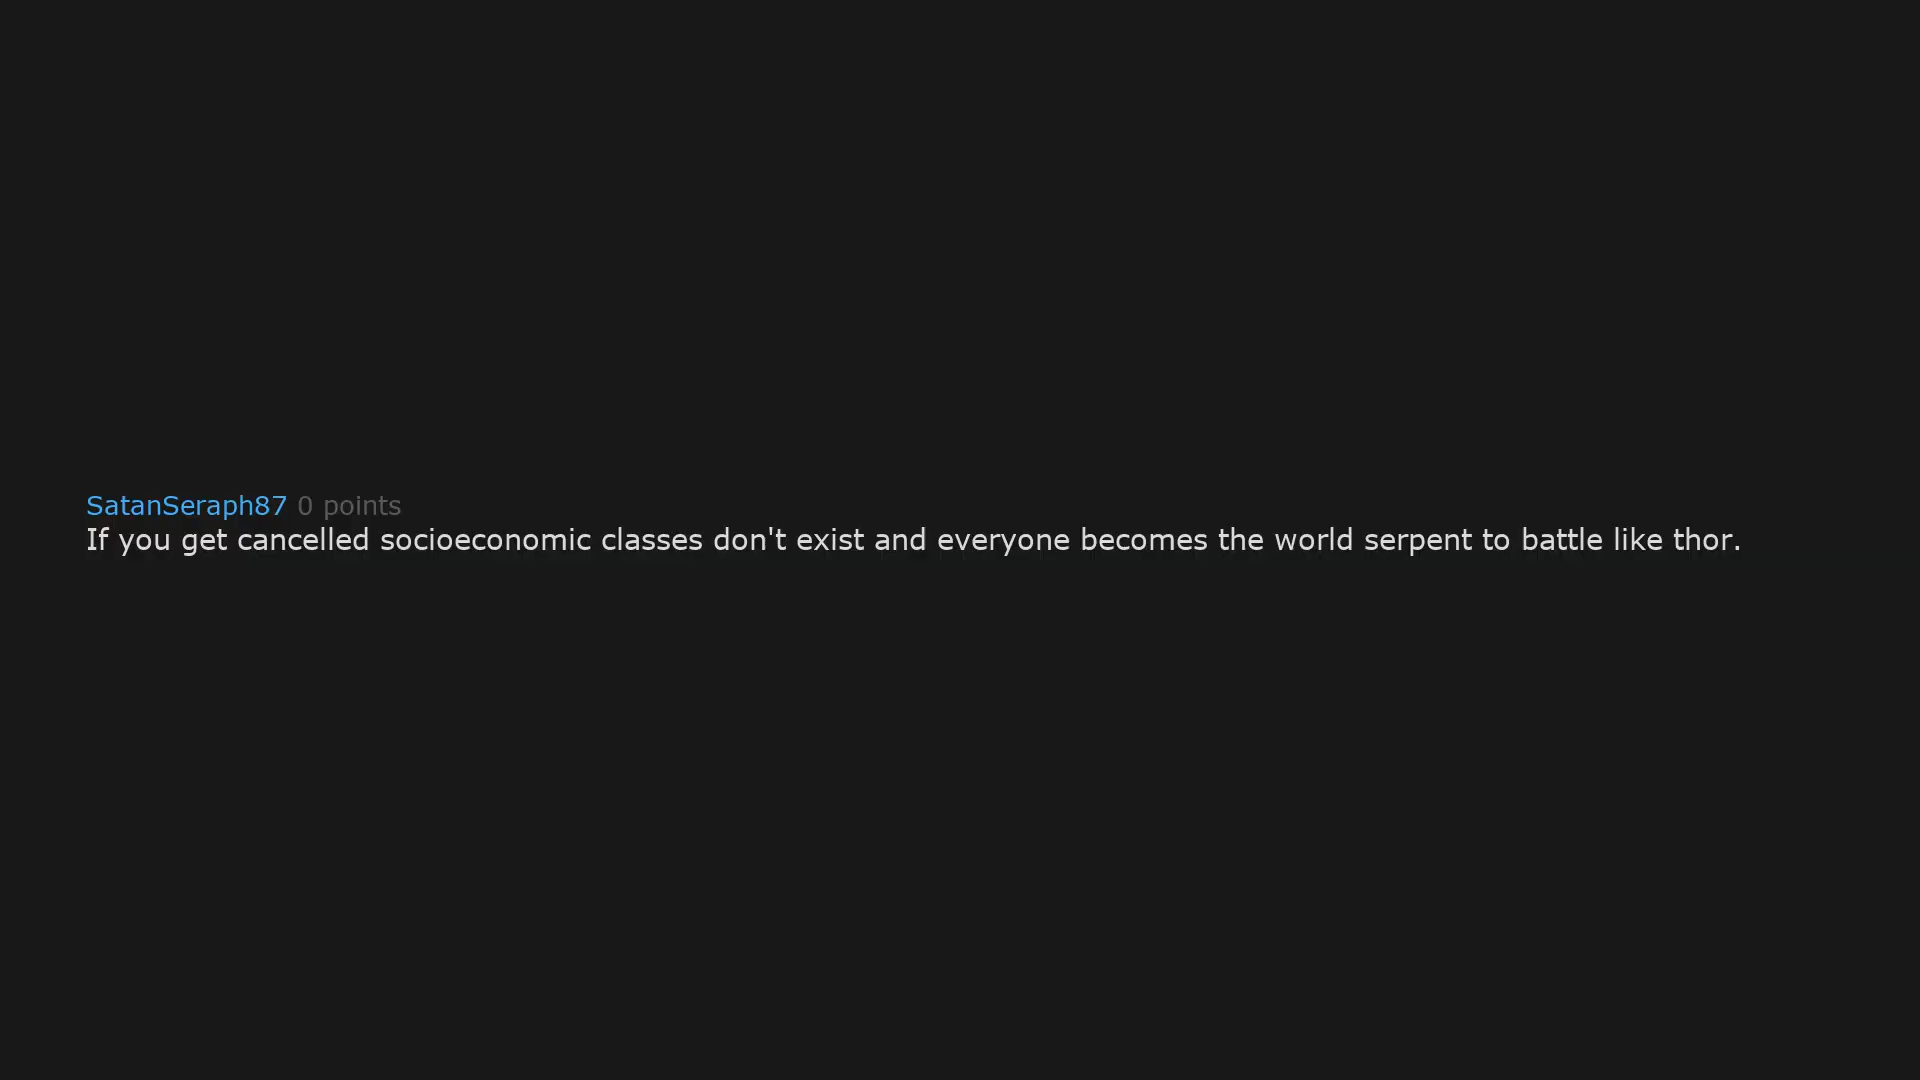 SatanSeraph87 0 points
If you get cancelled socioeconomic classes don't exist and everyone becomes the world serpent to battle like thor.